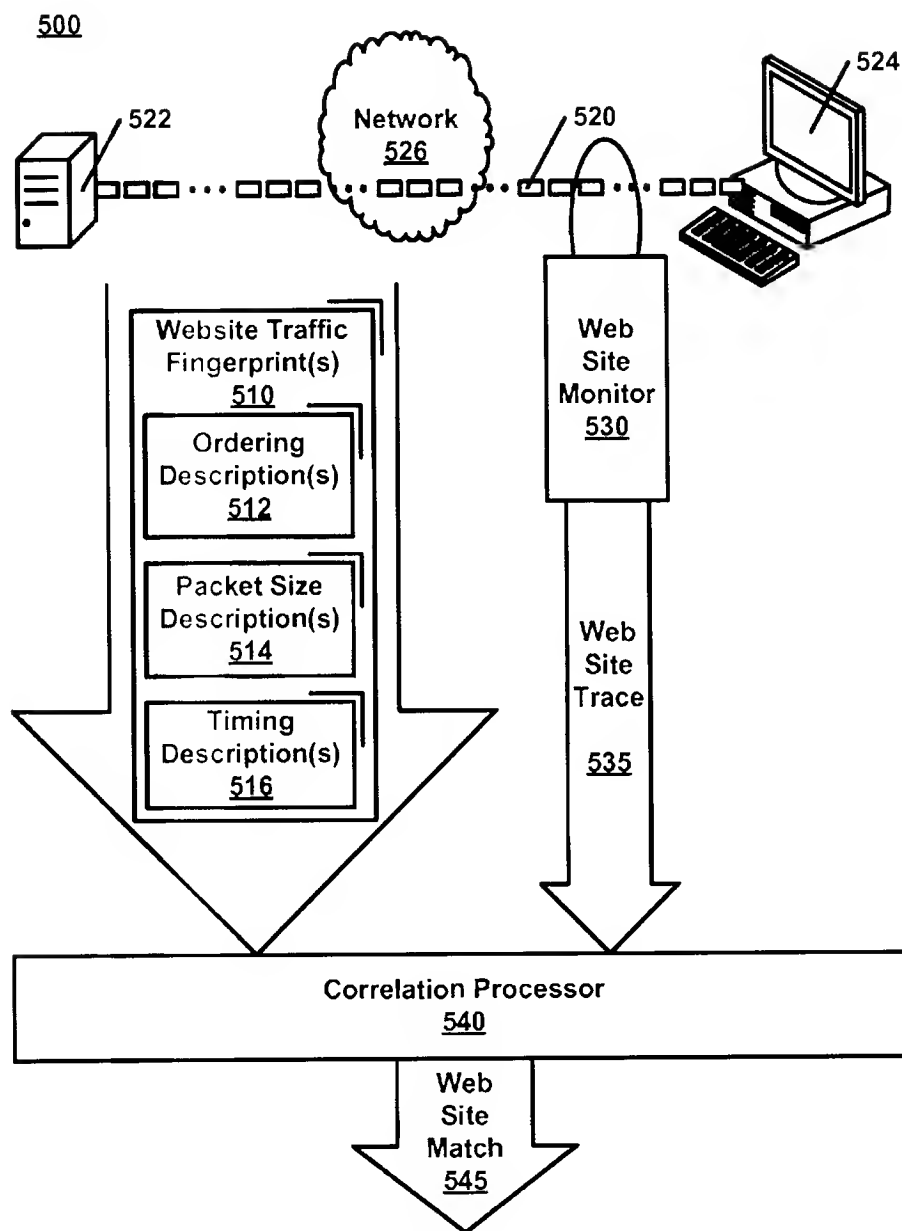 500
522
Network
526
520
524
Website Traffic
Fingerprint(s)
510
Ordering
Description(s)
512
Packet Size
Description(s)
514
Timing
Description(s)
516
Web
Site
Monitor
530
Web
Site
Trace
535
Correlation Processor
540
Web
Site
Match
545